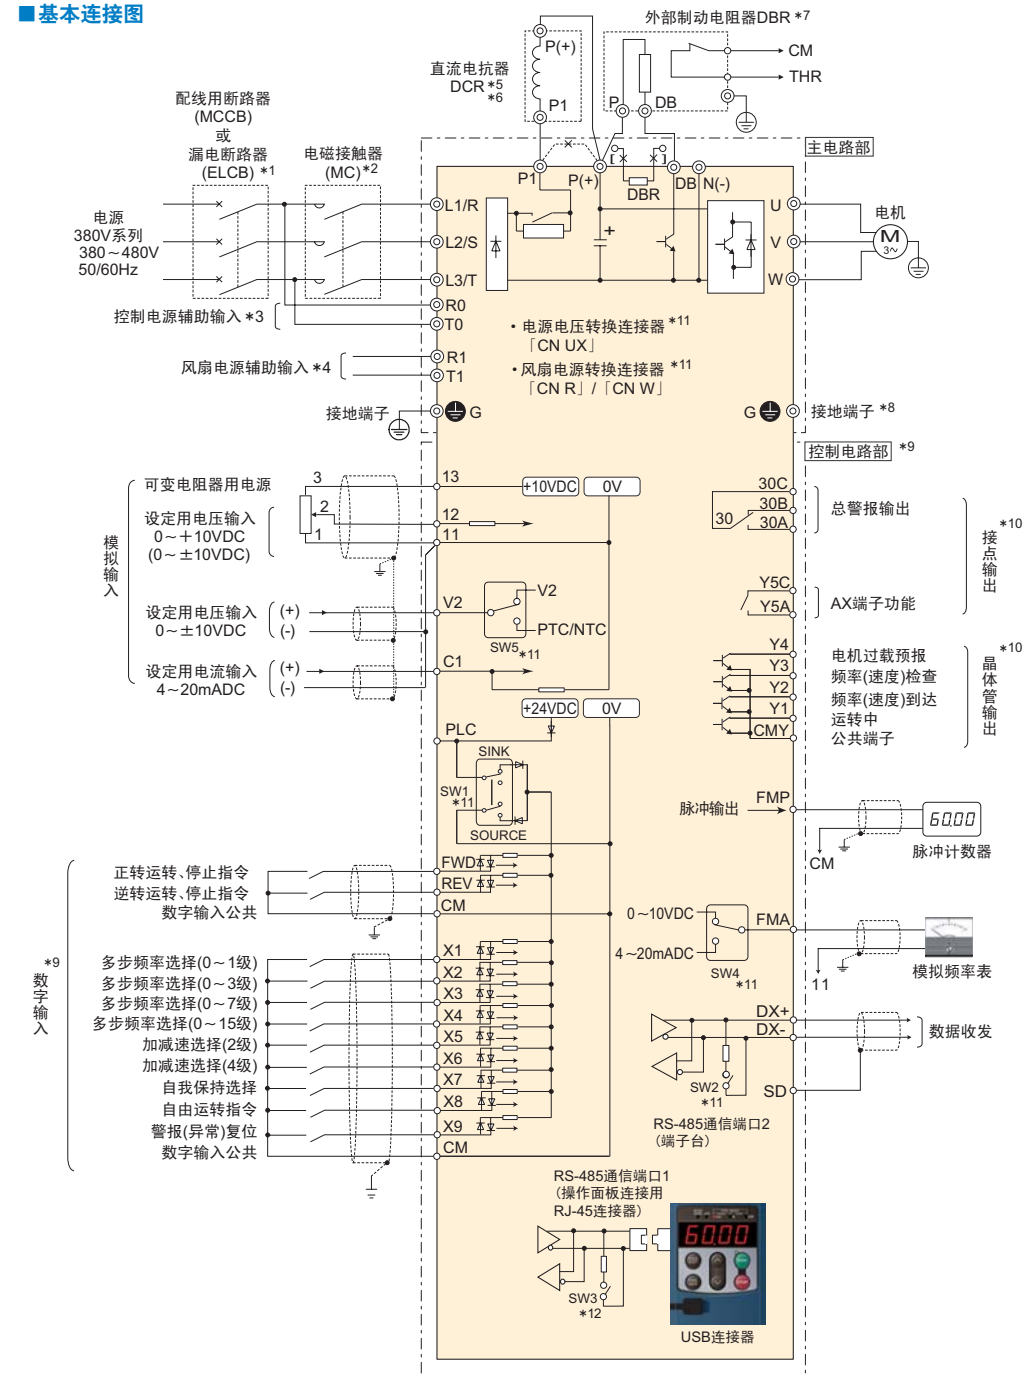 ■基本连接图
外部制动电阻器DBR *7
P(+)
CM
直流电抗器
DCR *5
*6
THR
P1
P
DB
配线用断路器
(MCCB)
或
漏电断路器
(ELCB) *1
电磁接触器
(MC) *2
主电路部
P1
P(+)
[ ]
DBR
DB
N(-)
L1/R
U
电机
电源
380V系列
380～480V
50/60Hz
L2/S
+
V
M
3~
L3/T
W
R0
控制电源辅助输入 *3
T0
・电源电压转换连接器 *11
「CN UX」
R1
风扇电源辅助输入 *4
T1
・风扇电源转换连接器 *11
「CN R」/「CN W」
接地端子
G
G
接地端子 *8
控制电路部 *9
模拟输入
可变电阻器用电源
3
13
+10VDC
0V
30C
设定用电压输入
0～＋10VDC
(0～±10VDC)
2
12
30B
总警报输出
30
30A
1
11
接点输出 *10
设定用电压输入
0～±10VDC
(+)
(-)
V2
V2
PTC/NTC
SW5 *11
Y5C
Y5A
AX端子功能
设定用电流输入
4～20mADC
(+)
(-)
C1
Y4
电机过载预报
Y3
频率(速度)检查
Y2
频率(速度)到达
Y1
运转中
CMY
公共端子
晶体管输出 *10
+24VDC
0V
PLC
SINK
SW1
*11
SOURCE
脉冲输出
FMP
60.00
脉冲计数器
CM
*9
数字输入
正转运转、停止指令
FWD
逆转运转、停止指令
REV
数字输入公共
CM
0～10VDC
FMA
4～20mADC
SW4
*11
11
模拟频率表
多步频率选择(0～1级)
X1
多步频率选择(0～3级)
X2
多步频率选择(0～7级)
X3
多步频率选择(0～15级)
X4
加减速选择(2级)
X5
加减速选择(4级)
X6
自我保持选择
X7
自由运转指令
X8
警报(异常)复位
X9
数字输入公共
CM
DX+
DX-
数据收发
SW2
*11
SD
RS-485通信端口2
(端子台)
RS-485通信端口1
(操作面板连接用
RJ-45连接器)
60.00
SW3
*12
USB连接器